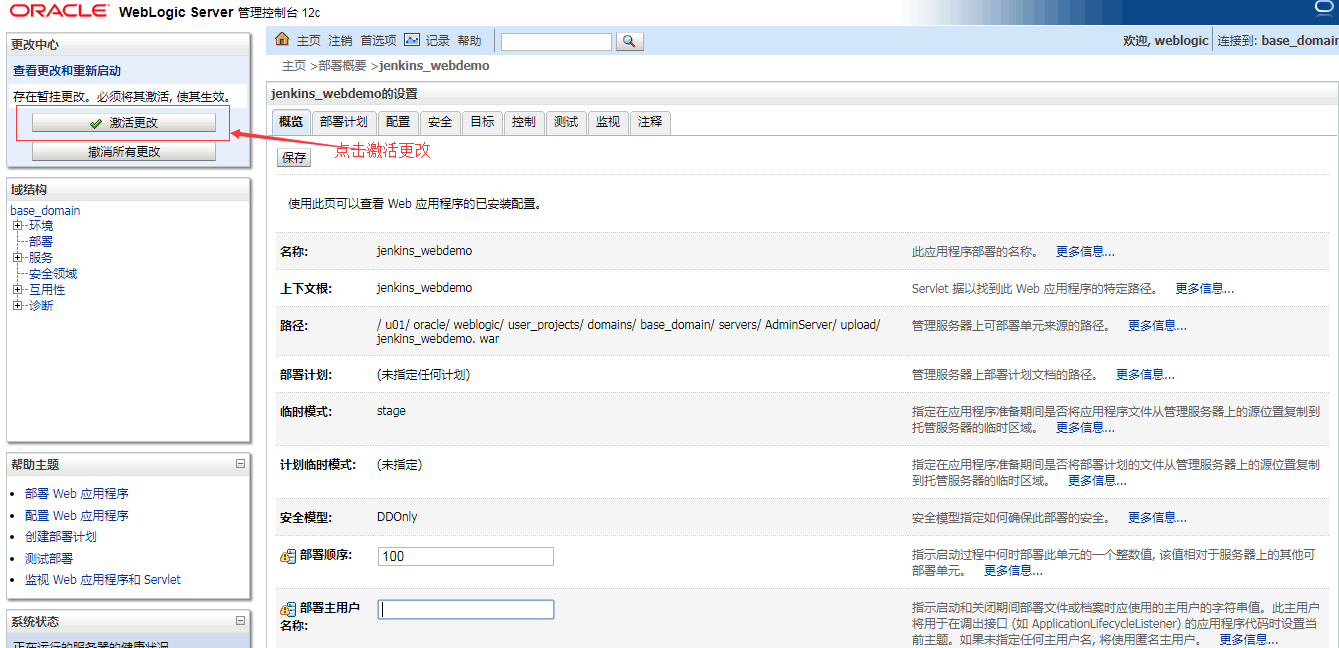 ORACLE WebLogic Server 管理控制台 12c
更改中心
查看更改和重新启动
存在暂挂更改。必须将其激活, 使其生效。
激活更改
撤消所有更改
域结构
base_domain
环境
部署
服务
安全领域
互用性
诊断
帮助主题
部署 Web 应用程序
配置 Web 应用程序
创建部署计划
测试部署
监视 Web 应用程序和 Servlet
系统状态
正在运行的服务器的健康状况
主页 注销 首选项 记录 帮助
欢迎, weblogic 连接到: base_domain
主页 >部署概要 >jenkins_webdemo
jenkins_webdemo的设置
概览 部署计划 配置 安全 目标 控制 测试 监视 注释
点击激活更改
保存
使用此页可以查看 Web 应用程序的已安装配置。
名称: jenkins_webdemo 此应用程序部署的名称。 更多信息...
上下文根: jenkins_webdemo Servlet 据以找到此 Web 应用程序的特定路径。 更多信息...
路径: / u01/ oracle/ weblogic/ user_projects/ domains/ base_domain/ servers/ AdminServer/ upload/ 管理服务器上可部署单元来源的路径。 更多信息...
jenkins_webdemo. war
部署计划: (未指定任何计划) 管理服务器上部署计划文档的路径。 更多信息...
临时模式: stage 指定在应用程序准备期间是否将应用程序文件从管理服务器上的源位置复制到
托管服务器的临时区域。 更多信息...
计划临时模式: (未指定) 指定在应用程序准备期间是否将部署计划的文件从管理服务器上的源位置复制
到托管服务器的临时区域。 更多信息...
安全模型: DDOnly 安全模型指定如何确保此部署的安全。 更多信息...
部署顺序: 100 指示启动过程中何时部署此单元的一个整数值, 该值相对于服务器上的其他可
部署单元。 更多信息...
部署主用户 指示启动和关闭期间部署文件或档案时应使用的主用户的字符串值。此主用户
名称: 将用于在调出接口 (如 ApplicationLifecycleListener) 的应用程序代码时设置当
前主题。如果未指定任何主用户名, 将使用匿名主用户。 更多信息...